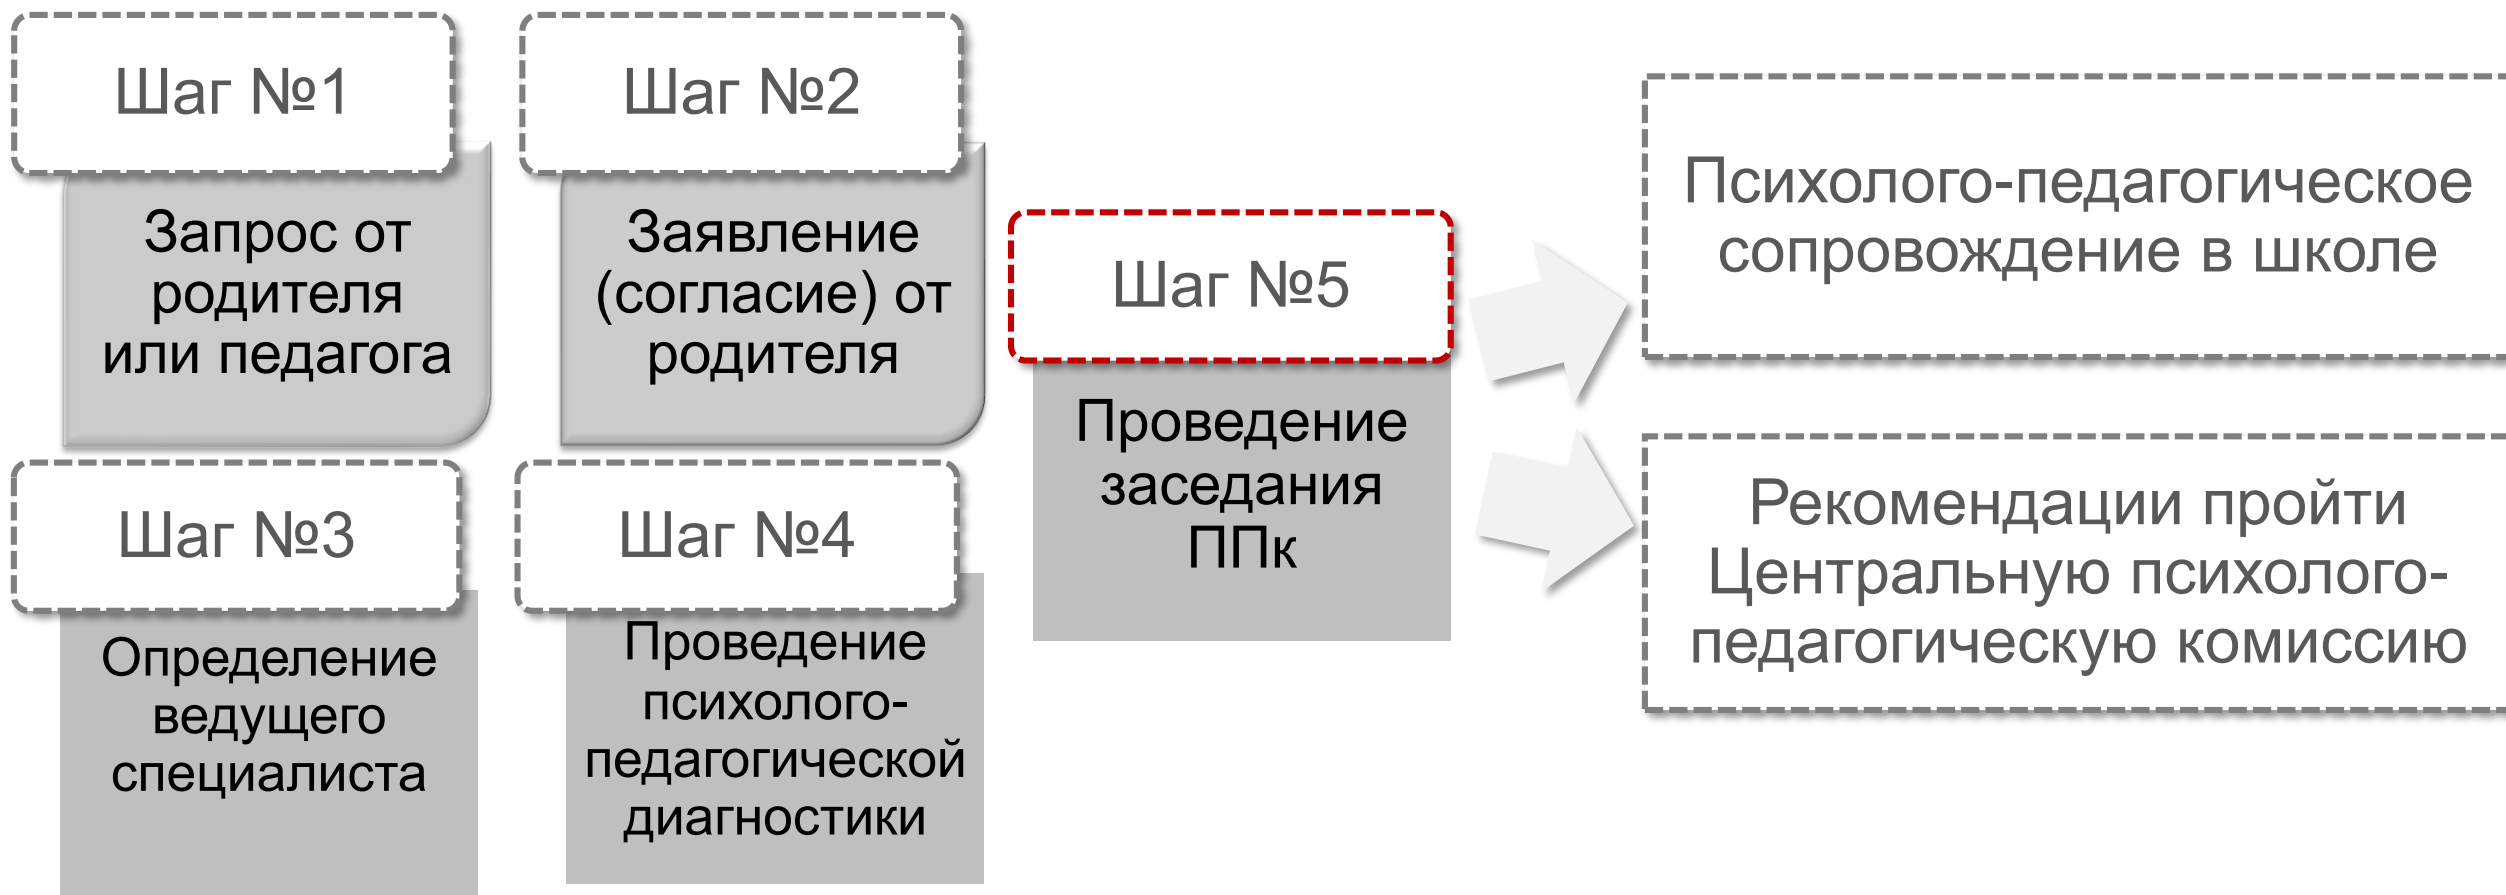 Шаг №1
Запрос от
родителя
или педагога
Шаг №2
Заявление
(согласие) от
родителя
Шаг №3
Определение
ведущего
специалиста
Шаг №4
Проведение
психолого-
педагогической
диагностики
Шаг №5
Проведение
заседания
ППк
Психолого-педагогическое
сопровождение в школе
Рекомендации пройти
Центральную психолого-
педагогическую комиссию